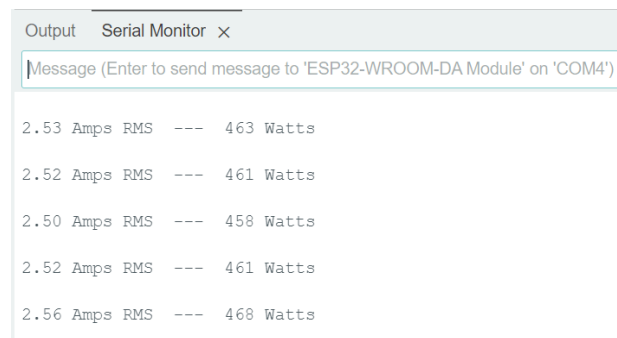 Output Serial Monitor ×
Message (Enter to send message to 'ESP32-WROOM-DA Module' on 'COM4')
2.53 Amps RMS --- 463 Watts
2.52 Amps RMS --- 461 Watts
2.50 Amps RMS --- 458 Watts
2.52 Amps RMS --- 461 Watts
2.56 Amps RMS --- 468 Watts